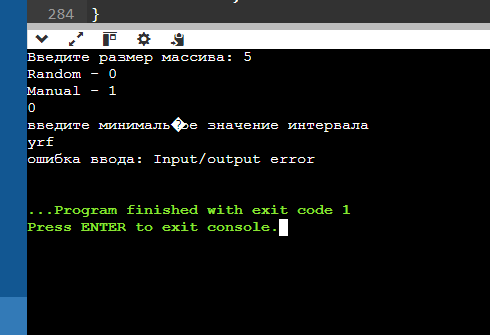 284 }
Введите размер массива: 5
Random - 0
Manual - 1
0
введите минималь�ое значение интервала
yrf
ошибка ввода: Input/output error
...Program finished with exit code 1
Press ENTER to exit console.